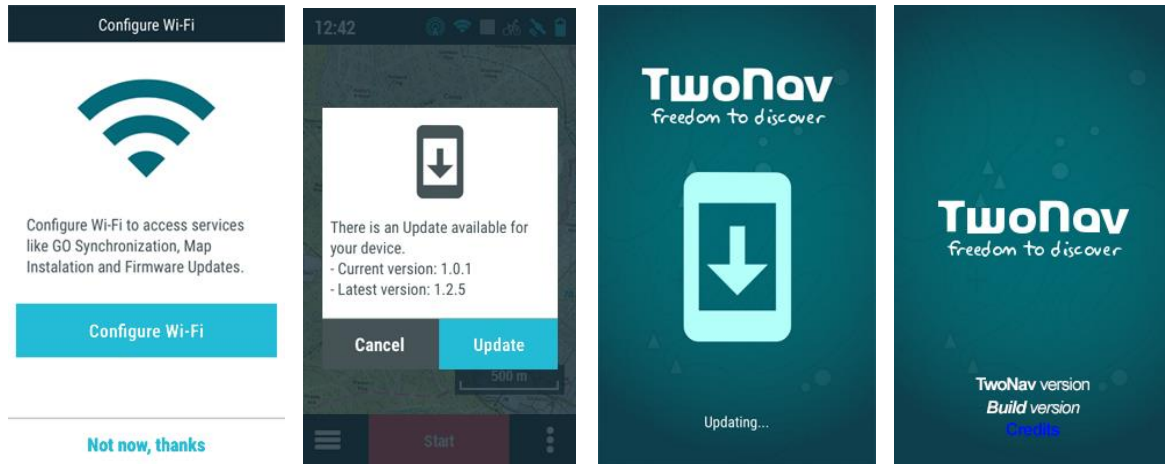 Configure Wi-Fi
Configure Wi-Fi to access services
like GO Synchronization, Map
Instalation and Firmware Updates.
Configure Wi-Fi
Not now, thanks
12:42
There is an Update available for
your device.
- Current version: 1.0.1
- Latest version: 1.2.5
Cancel
Update
500 m
Start
TwoNav
freedom to discover
Updating...
TwoNav
freedom to discover
TwoNav version
Build version
Credits